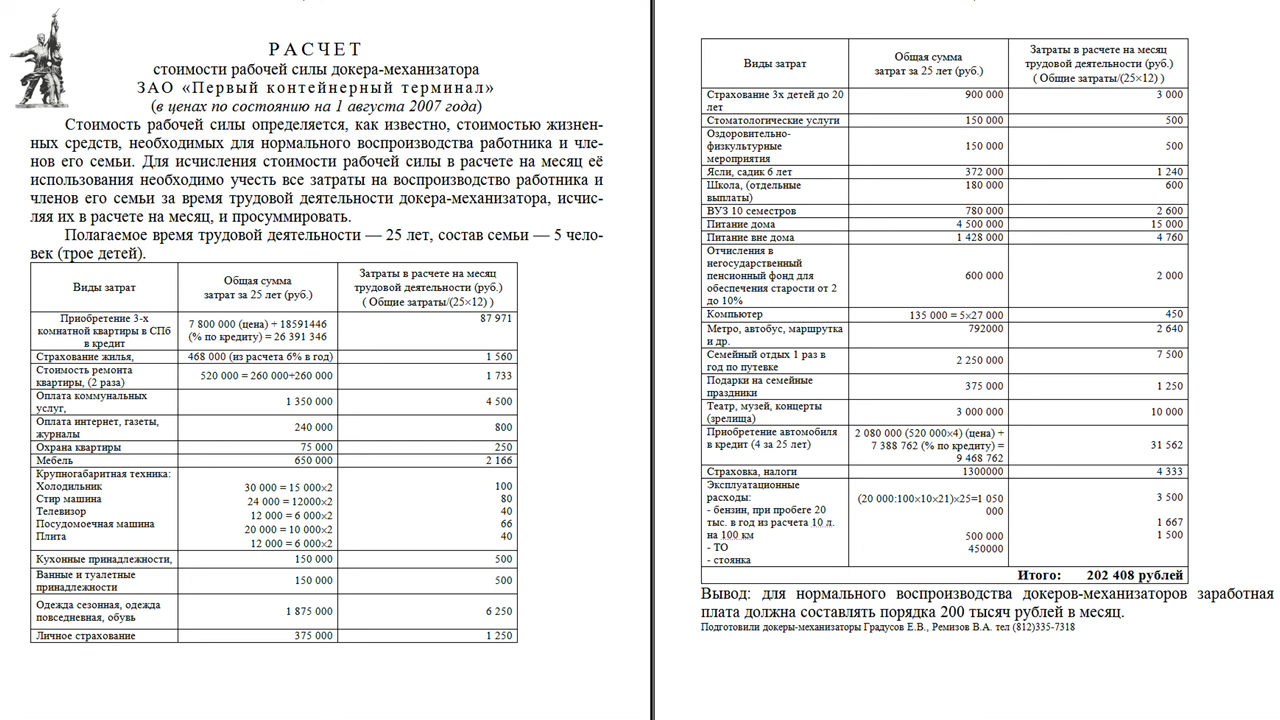 РАСЧЕТ
стоимости рабочей силы докера-механизатора
ЗАО «Первый контейнерный терминал»
(в ценах по состоянию на 1 августа 2007 года)
Стоимость рабочей силы определяется, как известно, стоимостью жизнен-
ных средств, необходимых для нормального воспроизводства работника и чле-
нов его семьи. Для исчисления стоимости рабочей силы в расчете на месяц её
использования необходимо учесть все затраты на воспроизводство работника и
членов его семьи за время трудовой деятельности докера-механизатора, исчис-
ляя их в расчете на месяц, и просуммировать.
Полагаемое время трудовой деятельности — 25 лет, состав семьи — 5 чело-
век (трое детей).
Виды затрат
Общая сумма
затрат за 25 лет (руб.)
Затраты в расчете на месяц
трудовой деятельности (руб.)
( Общие затраты/(25×12) )
Приобретение 3-х
комнатной квартиры в СПб
в кредит
7 800 000 (цена) + 18591446
(% по кредиту) = 26 391 346
87 971
Страхование жилья,
468 000 (из расчета 6% в год)
1 560
Стоимость ремонта
квартиры, (2 раза)
520 000 = 260 000+260 000
1 733
Оплата коммунальных
услуг,
1 350 000
4 500
Оплата интернет, газеты,
журналы
240 000
800
Охрана квартиры
75 000
250
Мебель
650 000
2 166
Крупногабаритная техника:
Холодильник
Стир машина
Телевизор
Посудомоечная машина
Плита
30 000 = 15 000×2
24 000 = 12000×2
12 000 = 6 000×2
20 000 = 10 000×2
12 000 = 6 000×2
100
80
40
66
40
Кухонные принадлежности,
150 000
500
Ванные и туалетные
принадлежности
150 000
500
Одежда сезонная, одежда
повседневная, обувь
1 875 000
6 250
Личное страхование
375 000
1 250
Виды затрат
Общая сумма
затрат за 25 лет (руб.)
Затраты в расчете на месяц
трудовой деятельности (руб.)
( Общие затраты/(25×12) )
Страхование 3х детей до 20
лет
900 000
3 000
Стоматологические услуги
150 000
500
Оздоровительно-
физкультурные
мероприятия
150 000
500
Ясли, садик 6 лет
372 000
1 240
Школа, (отдельные
выплаты)
180 000
600
ВУЗ 10 семестров
780 000
2 600
Питание дома
4 500 000
15 000
Питание вне дома
1 428 000
4 760
Отчисления в
негосударственный
пенсионный фонд для
обеспечения старости от 2
до 10%
600 000
2 000
Компьютер
135 000 = 5×27 000
450
Метро, автобус, маршрутка
и др.
792000
2 640
Семейный отдых 1 раз в
год по путевке
2 250 000
7 500
Подарки на семейные
праздники
375 000
1 250
Театр, музей, концерты
(зрелища)
3 000 000
10 000
Приобретение автомобиля
в кредит (4 за 25 лет)
2 080 000 (520 000×4) (цена) +
7 388 762 (% по кредиту) =
9 468 762
31 562
Страховка, налоги
1300000
4 333
Эксплуатационные
расходы:
- бензин, при пробеге 20
тыс. в год из расчета 10 л.
на 100 км
- ТО
- стоянка
(20 000:100×10×21)×25=1 050
000
500 000
450000
3 500
1 667
1 500
Итого: 202 408 рублей
Вывод: для нормального воспроизводства докеров-механизаторов заработная
плата должна составлять порядка 200 тысяч рублей в месяц.
Подготовили докеры-механизаторы Градусов Е.В., Ремизов В.А. тел (812)335-7318